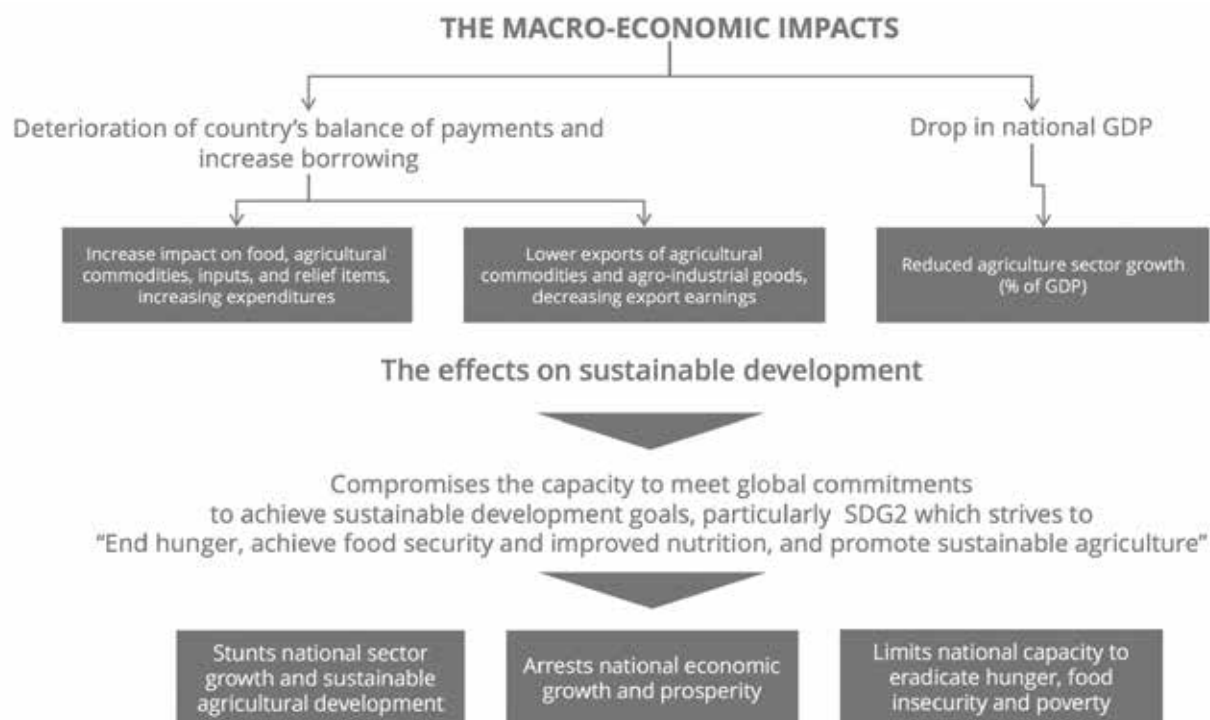 THE MACRO-ECONOMIC IMPACTS
Deterioration of country's balance of payments and
increase borrowing
Drop in national GDP
Increase impact on food, agricultural
commodities, inputs, and relief items,
increasing expenditures
Lower exports of agricultural
commodities and agro-industrial goods,
decreasing export earnings
Reduced agriculture sector growth
(% of GDP)
The effects on sustainable development
Compromises the capacity to meet global commitments
to achieve sustainable development goals, particularly SDG2 which strives to
“End hunger, achieve food security and improved nutrition, and promote sustainable agriculture”
Stunts national sector
growth and sustainable
agricultural development
Arrests national economic
growth and prosperity
Limits national capacity to
eradicate hunger, food
insecurity and poverty